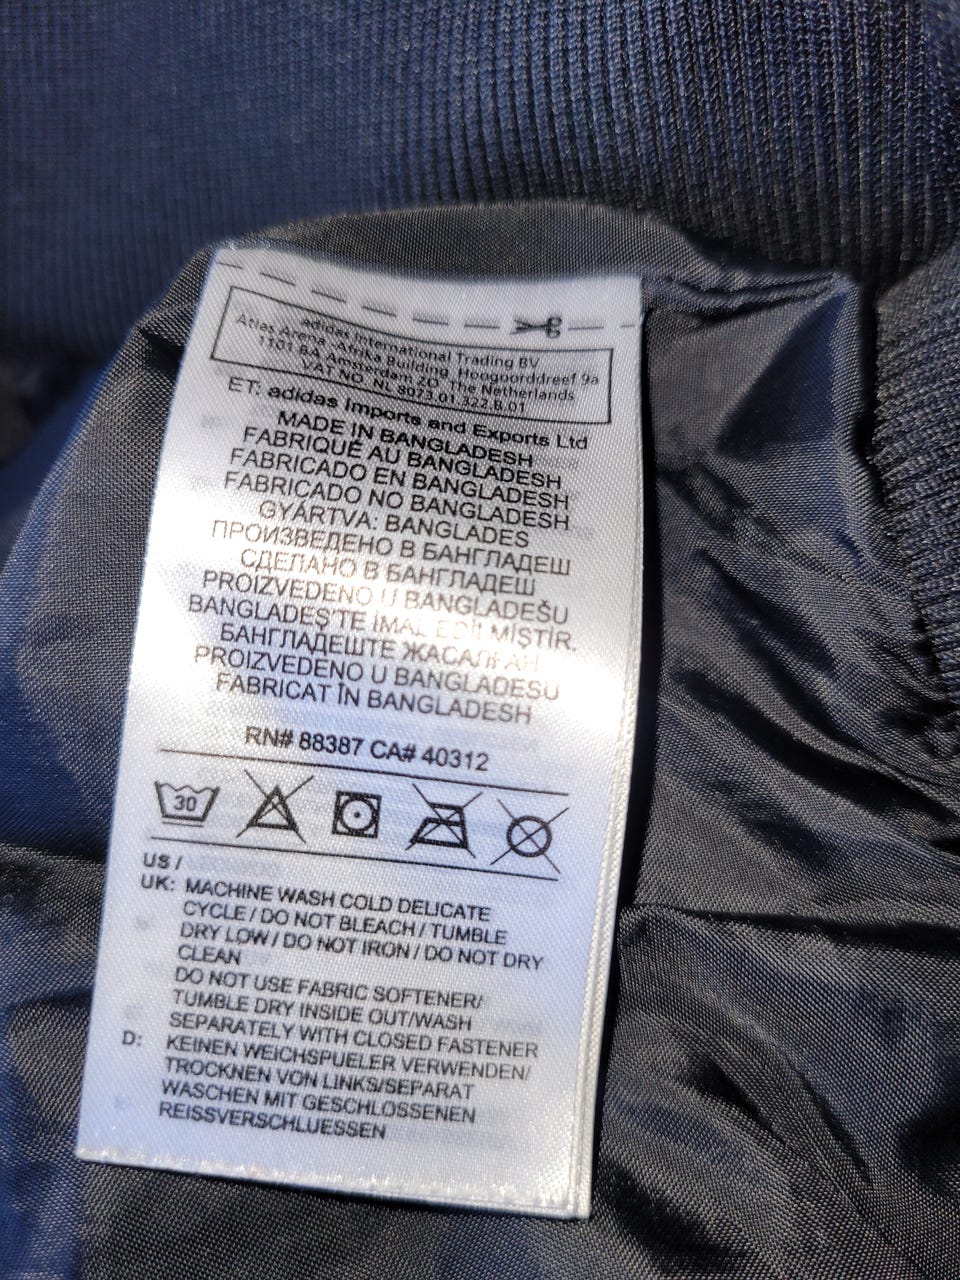 adidas International Trading BV
Atlas Arena, Afrika Building, Hoogoorddreef 9a
1101 BA Amsterdam ZO, The Netherlands
VAT NO. NL 8073.01.322.B.01
ET: adidas Imports and Exports Ltd
MADE IN BANGLADESH
FABRIQUÉ AU BANGLADESH
FABRICADO EN BANGLADESH
FABRICADO NO BANGLADESH
GYÁRTVA: BANGLADES
ПРОИЗВЕДЕНО В БАНГЛАДЕШ
СДЕЛАНО В БАНГЛАДЕШ
PROIZVEDENO U BANGLADEŠU
BANGLADEŞ'TE İMAL EDİLMİŞTİR.
БАНГЛАДЕШТЕ ЖАСАЛҒАН
PROIZVEDENO U BANGLADESU
FABRICAT ÎN BANGLADESH
RN# 88387 CA# 40312
30
US /
UK: MACHINE WASH COLD DELICATE
CYCLE / DO NOT BLEACH / TUMBLE
DRY LOW / DO NOT IRON / DO NOT DRY
CLEAN
DO NOT USE FABRIC SOFTENER/
TUMBLE DRY INSIDE OUT/WASH
SEPARATELY WITH CLOSED FASTENER
D: KEINEN WEICHSPUELER VERWENDEN/
TROCKNEN VON LINKS/SEPARAT
WASCHEN MIT GESCHLOSSENEN
REISSVERSCHLUESSEN